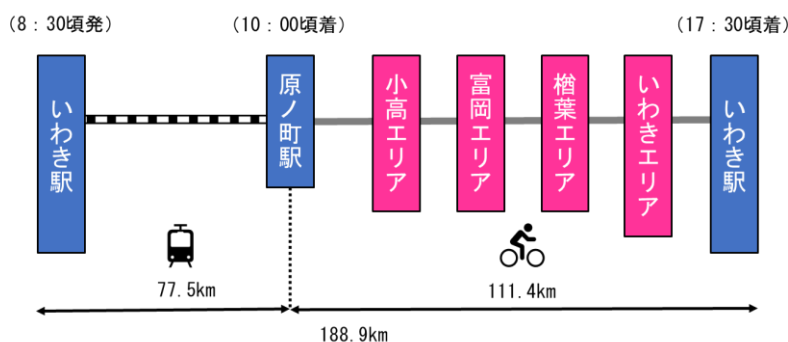 (8：30頃発)
(10：00頃着)
(17：30頃着)
いわき駅
原ノ町駅
小高エリア
富岡エリア
楢葉エリア
いわきエリア
いわき駅
77.5km
111.4km
188.9km